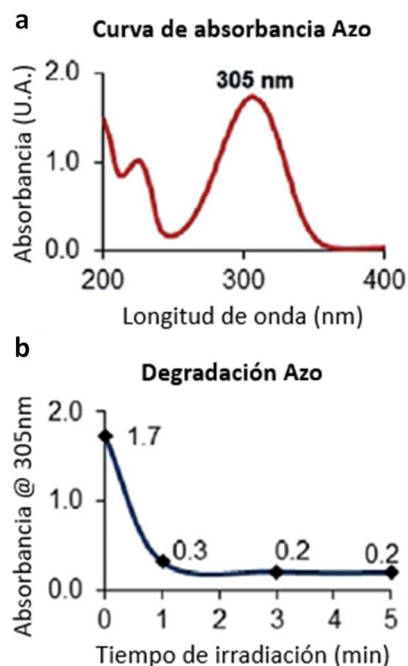 a
Curva de absorbancia Azo
Absorbancia (U.A.)
2.0
1.0
0.0
305 nm
200
300
400
Longitud de onda (nm)
b
Degradación Azo
Absorbancia @ 305nm
2.0
1.0
0.0
1.7
0.3
0.2
0.2
0 1 2 3 4 5
Tiempo de irradiación (min)